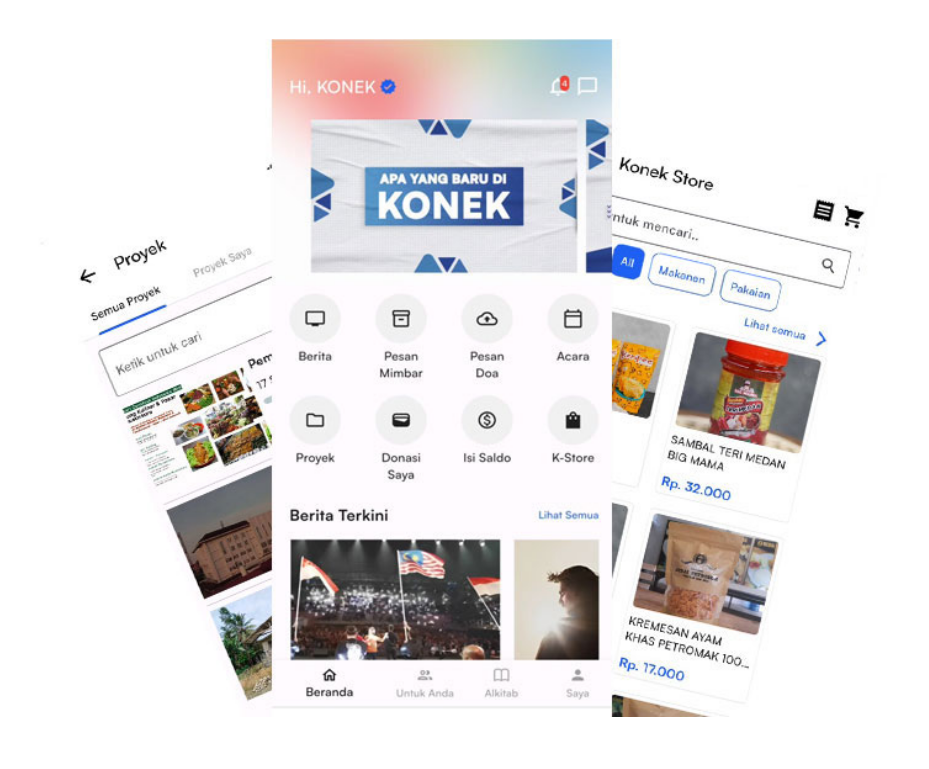 Hi, KONEK
4
APA YANG BARU DI
KONEK
Berita
Pesan
Mimbar
Pesan
Doa
Acara
Proyek
Donasi
Saya
Isi Saldo
K-Store
Berita Terkini
Lihat Semua
Beranda
Untuk Anda
Alkitab
Saya
Proyek
Semua Proyek
Proyek Saya
Ketik untuk cari
Pem
17
Konek Store
ntuk mencari..
All
Makanan
Pakaian
Lihat semua
SAMBAL TERI MEDAN
BIG MAMA
Rp. 32.000
KREMESAN AYAM
KHAS PETROMAK 100...
Rp. 17.000